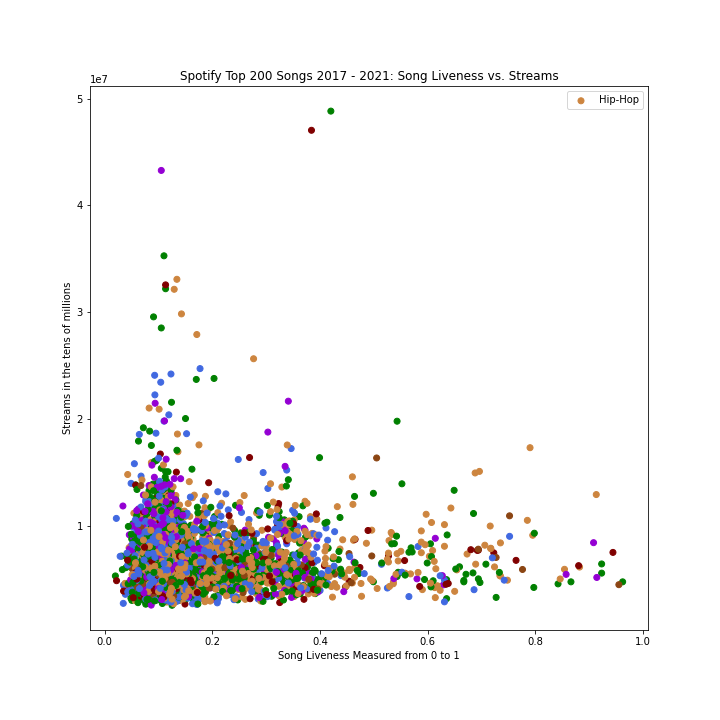 Spotify Top 200 Songs 2017 - 2021: Song Liveness vs. Streams
1e7
Hip-Hop
5
4
3
2
1
Streams in the tens of millions
0.0 0.2 0.4 0.6 0.8 1.0
Song Liveness Measured from 0 to 1